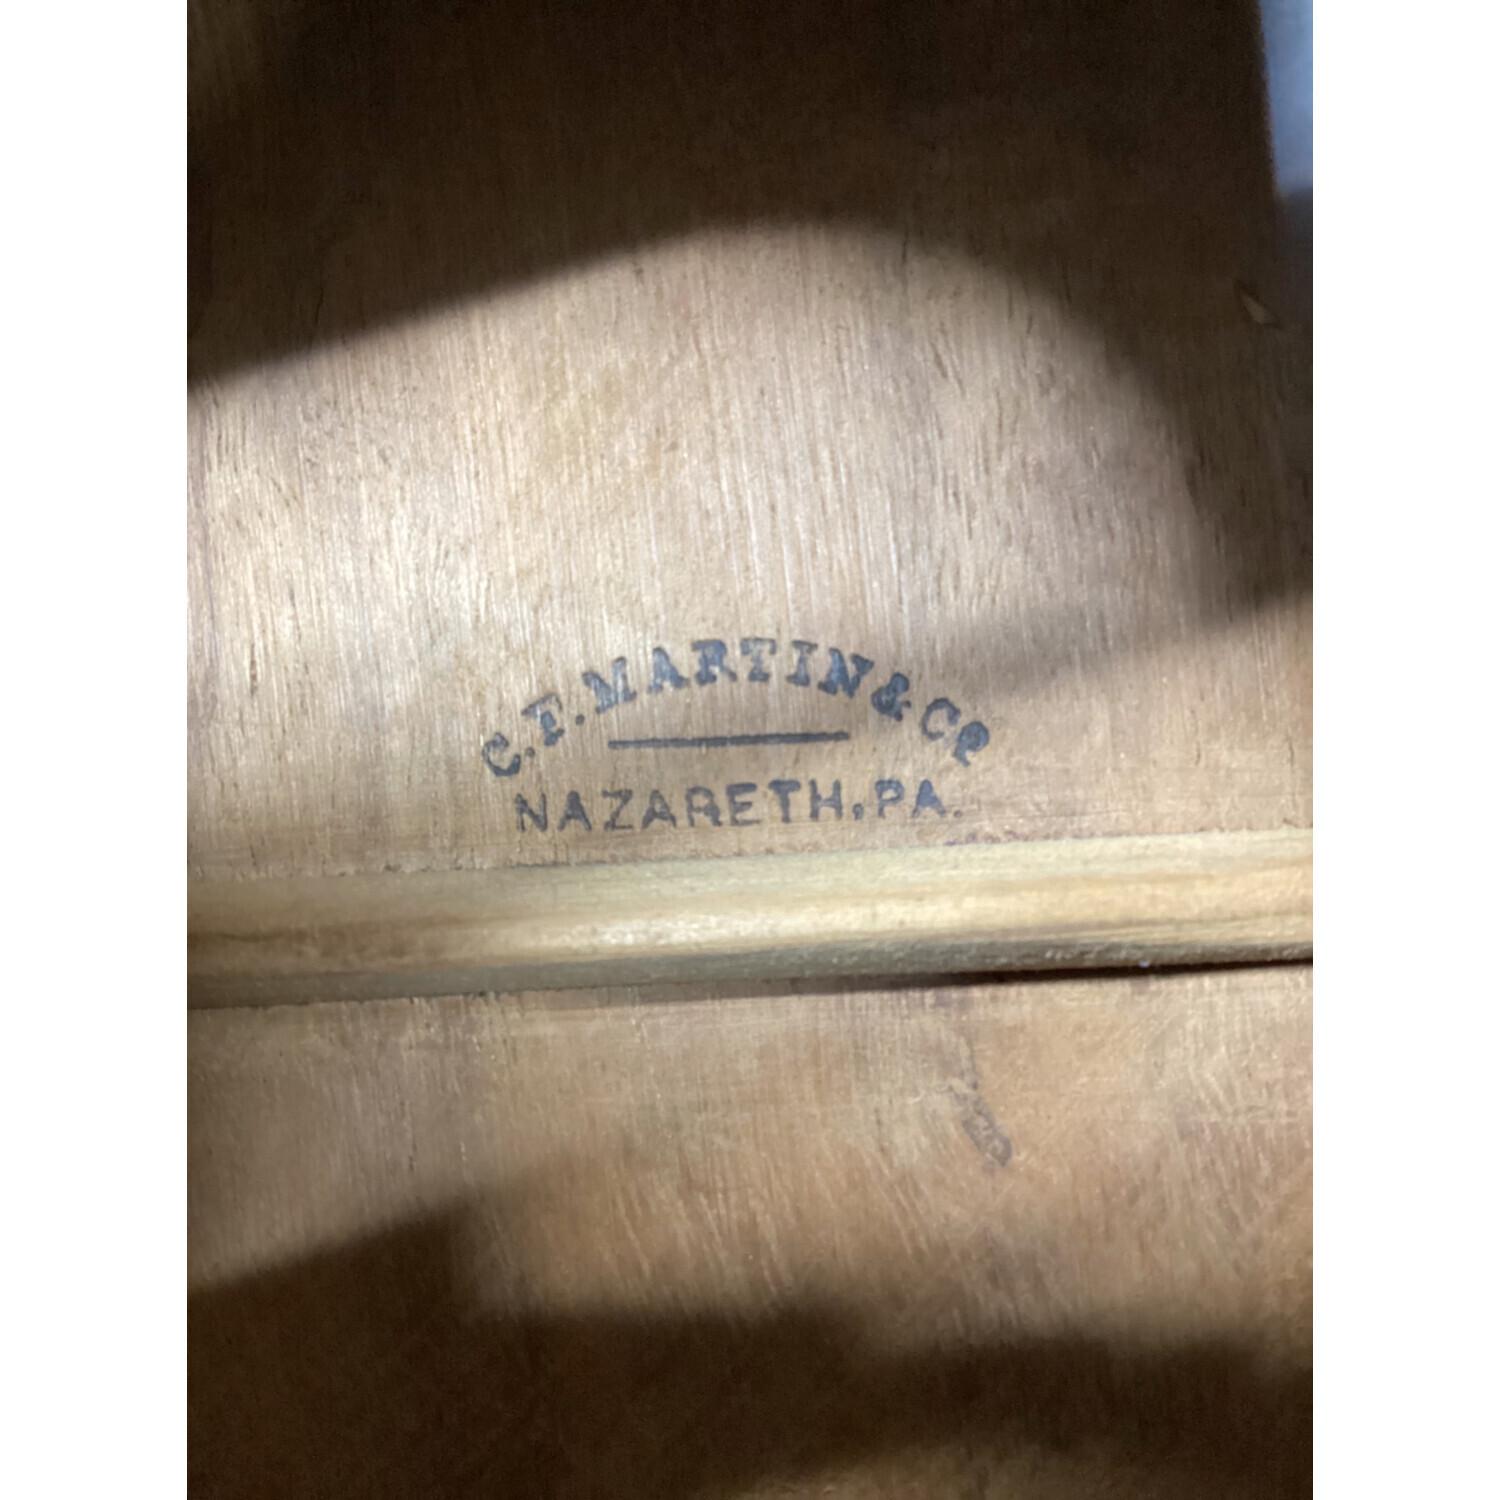 C. F. MARTIN & Co
NAZARETH, PA.